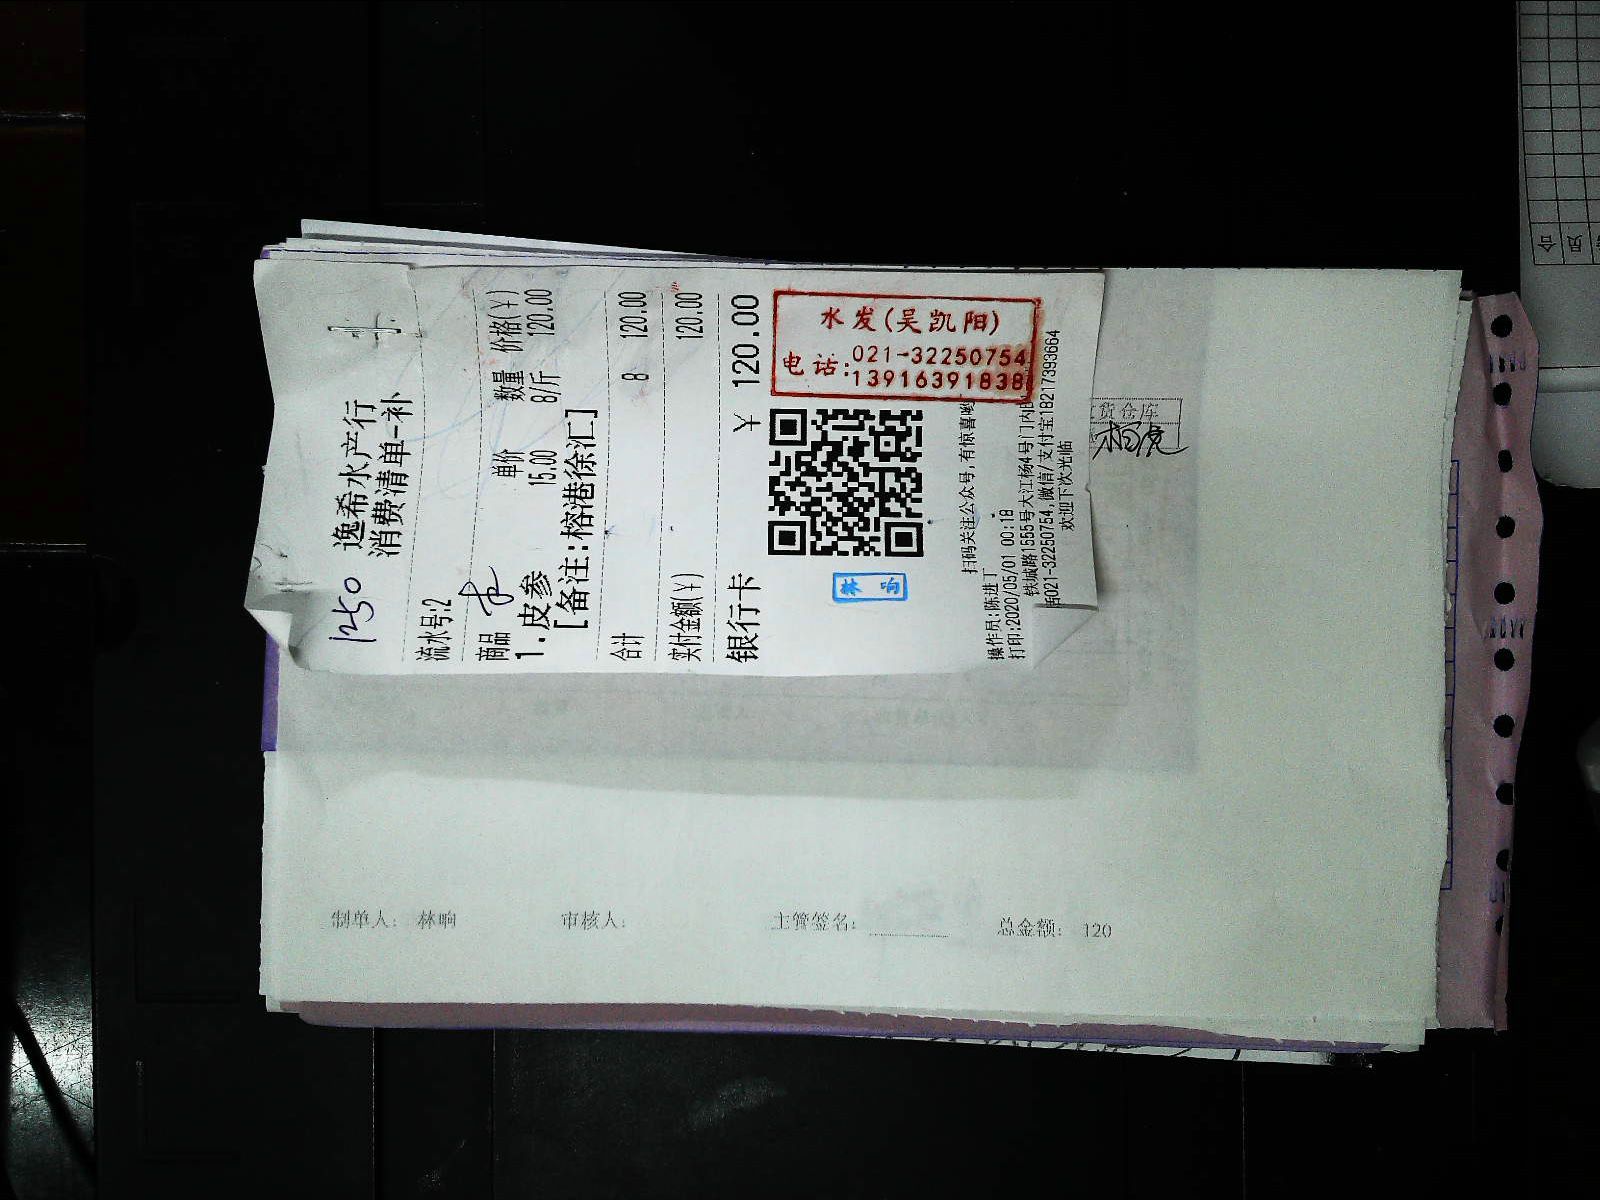 1250
逸希水产行
消费清单-补
流水号:2
商品 单价 数量 价格(¥)
1.皮参 15.00 8/斤 120.00
[备注:榕港徐汇]
合计 8 120.00
实付金额(¥) 120.00
银行卡 120.00
水发(吴凯阳)
电话:021-32250754
13916391838
林响
扫码关注公众号,有惊喜哟
操作员:陈进丁
打印:2020/05/01 00:18
铁城路1555号大江杨4号门内
话021-32250754,微信/支付宝18217393664
欢迎下次光临
货仓库
制单人: 林响 审核人: 主管签名: 总金额: 120
合